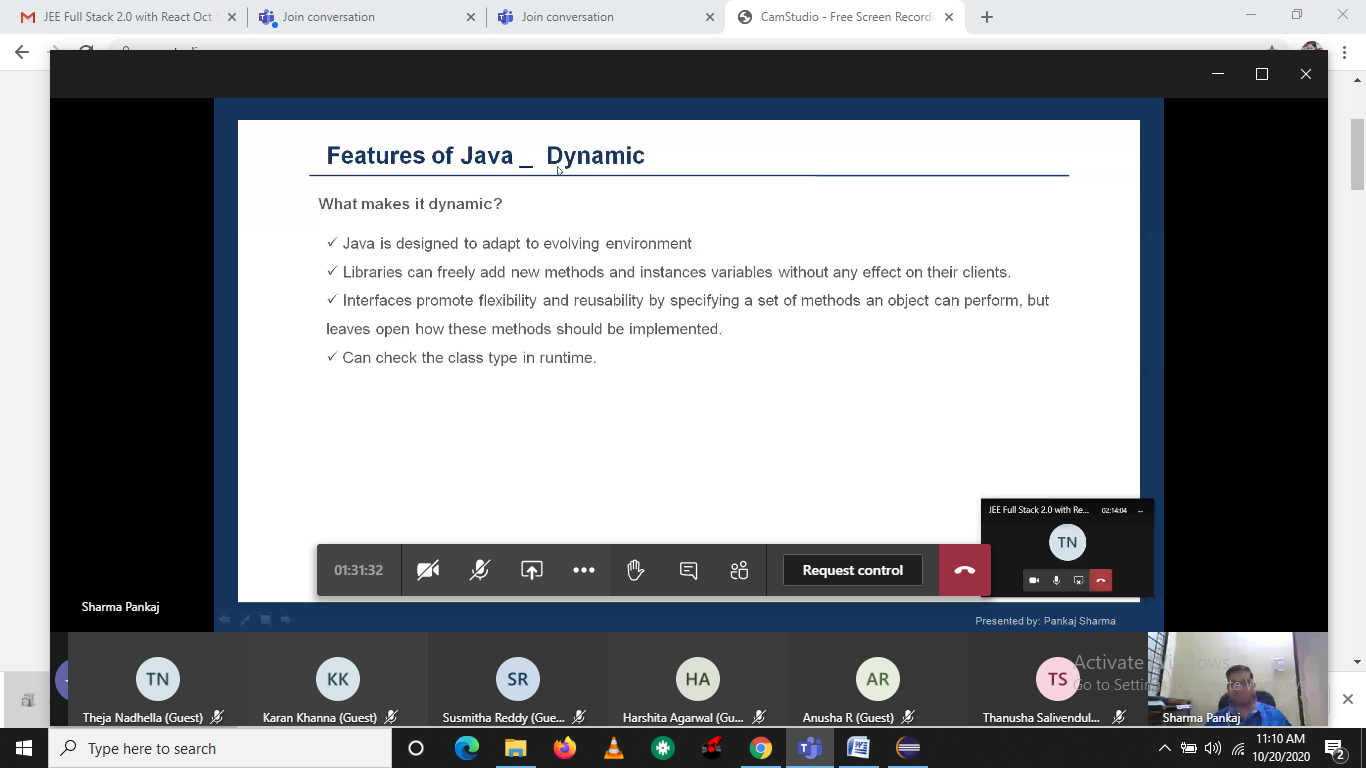 JEE Full Stack 2.0 with React Oct
Join conversation
Join conversation
CamStudio - Free Screen Recordi
Features of Java _ Dynamic
What makes it dynamic?
✓ Java is designed to adapt to evolving environment
✓ Libraries can freely add new methods and instances variables without any effect on their clients.
✓ Interfaces promote flexibility and reusability by specifying a set of methods an object can perform, but
leaves open how these methods should be implemented.
✓ Can check the class type in runtime.
JEE Full Stack 2.0 with Re... 02:14:04
TN
01:31:32
Request control
Sharma Pankaj
Presented by: Pankaj Sharma
TN
KK
SR
HA
AR
TS
Activate Windows
Go to Settin
Theja Nadhella (Guest)
Karan Khanna (Guest)
Susmitha Reddy (Gue...
Harshita Agarwal (Gu...
Anusha R (Guest)
Thanusha Salivendul...
Sharma Pankaj
Type here to search
11:10 AM
10/20/2020
2